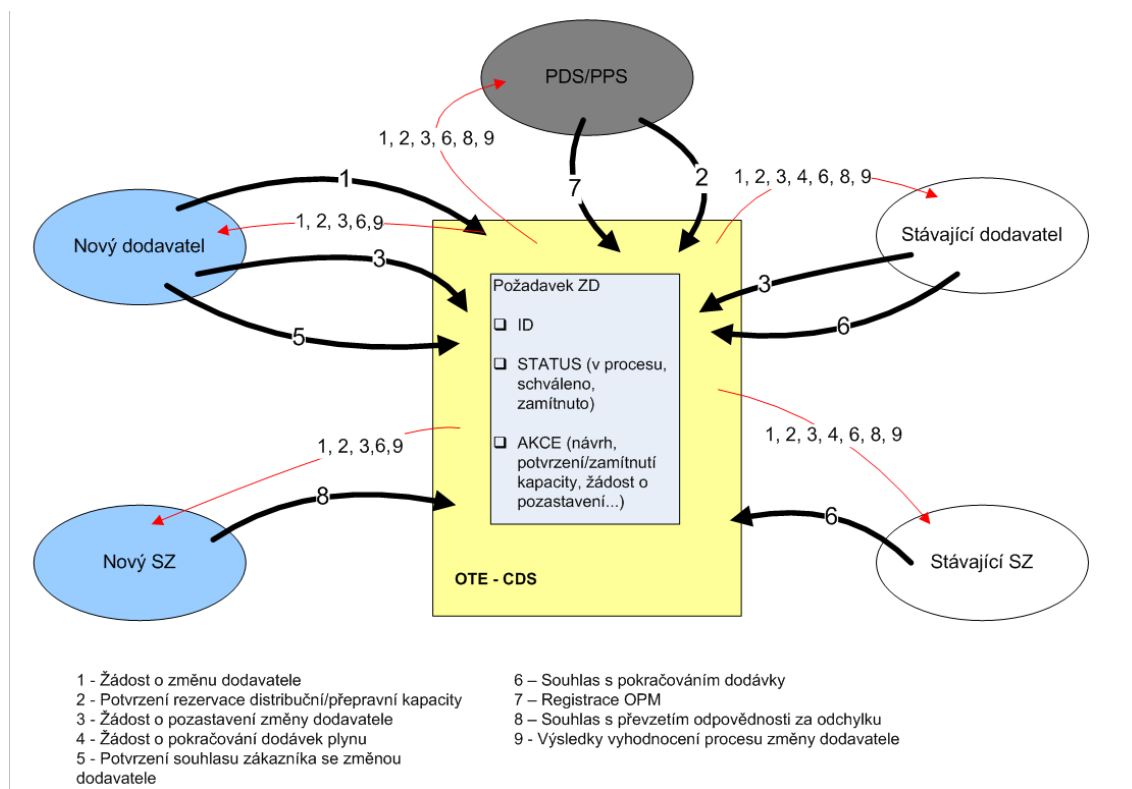 PDS/PPS
1, 2, 3, 6, 8, 9
1
7
2
1, 2, 3, 4, 6, 8, 9
Nový dodavatel
1, 2, 3,6,9
Stávající dodavatel
3
3
5
6
Požadavek ZD
ID
STATUS (v procesu,
schváleno,
zamítnuto)
AKCE (návrh,
potvrzení/zamítnutí
kapacity, žádost o
pozastavení...)
1, 2, 3,6,9
1, 2, 3, 4, 6, 8, 9
8
6
Nový SZ
Stávající SZ
OTE - CDS
1 - Žádost o změnu dodavatele
2 - Potvrzení rezervace distribuční/přepravní kapacity
3 - Žádost o pozastavení změny dodavatele
4 - Žádost o pokračování dodávek plynu
5 - Potvrzení souhlasu zákazníka se změnou
dodavatele
6 – Souhlas s pokračováním dodávky
7 – Registrace OPM
8 – Souhlas s převzetím odpovědnosti za odchylku
9 - Výsledky vyhodnocení procesu změny dodavatele